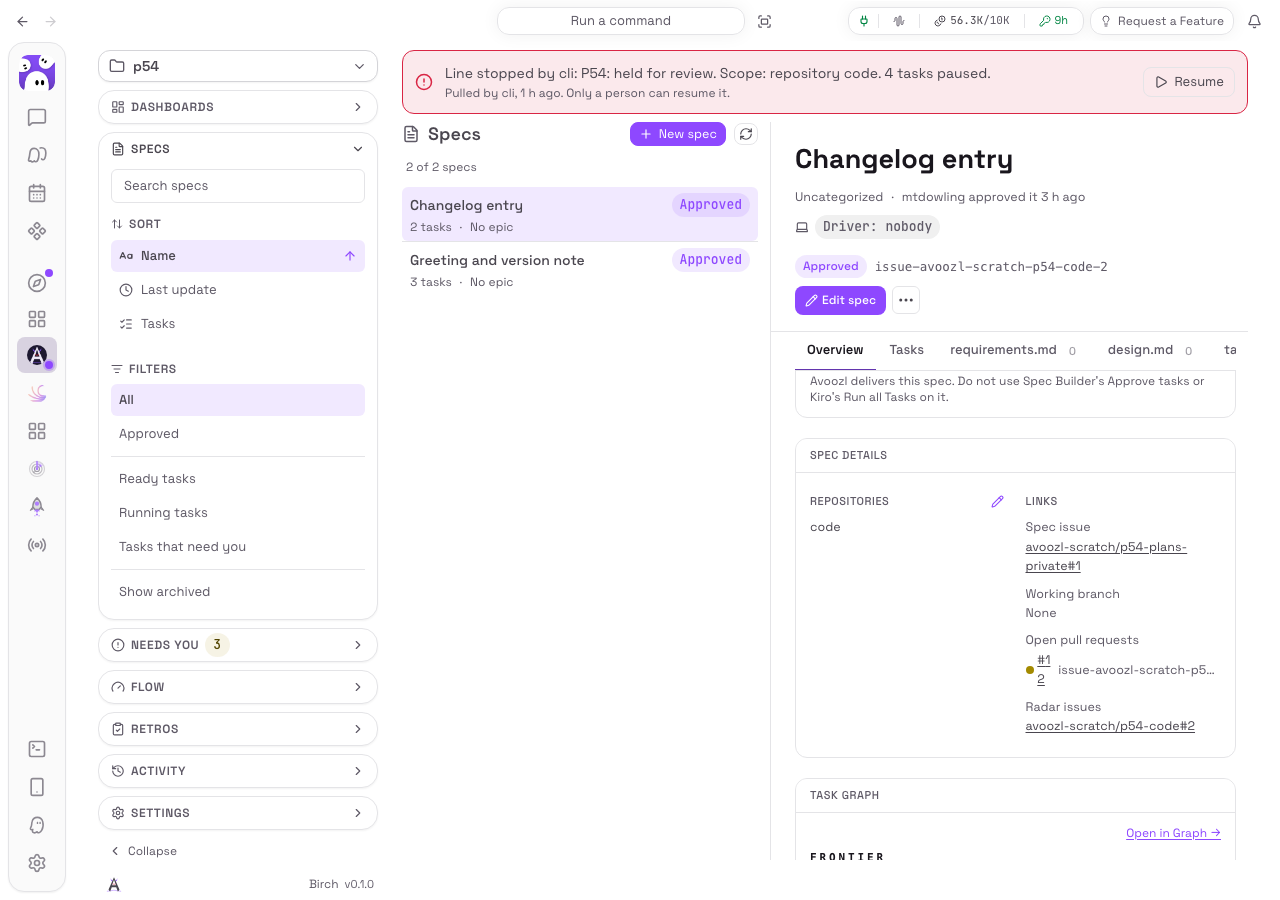 Run a command
56.3K/10K
9h
Request a Feature
p54
DASHBOARDS
SPECS
Search specs
SORT
Aa Name
Last update
Tasks
FILTERS
All
Approved
Ready tasks
Running tasks
Tasks that need you
Show archived
NEEDS YOU 3
FLOW
RETROS
ACTIVITY
SETTINGS
Collapse
Birch v0.1.0
Line stopped by cli: P54: held for review. Scope: repository code. 4 tasks paused.
Pulled by cli, 1 h ago. Only a person can resume it.
Resume
Specs
New spec
2 of 2 specs
Changelog entry
Approved
2 tasks · No epic
Greeting and version note
Approved
3 tasks · No epic
Changelog entry
Uncategorized · mtdowling approved it 3 h ago
Driver: nobody
Approved issue-avoozl-scratch-p54-code-2
Edit spec
Overview Tasks requirements.md 0 design.md 0 ta
Avoozl delivers this spec. Do not use Spec Builder's Approve tasks or
Kiro's Run all Tasks on it.
SPEC DETAILS
REPOSITORIES
code
LINKS
Spec issue
avoozl-scratch/p54-plans-
private#1
Working branch
None
Open pull requests
#1
2
issue-avoozl-scratch-p5...
Radar issues
avoozl-scratch/p54-code#2
TASK GRAPH
Open in Graph →
FRONTIER